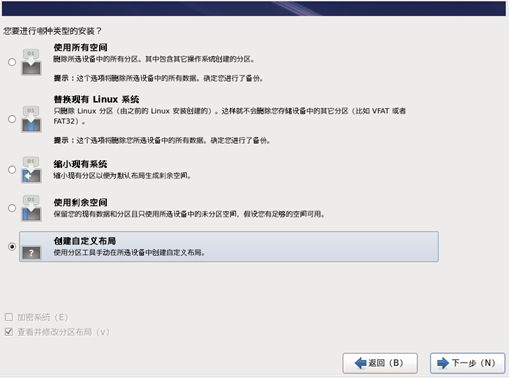 您要进行哪种类型的安装？
使用所有空间
删除所选设备中的所有分区。其中包含其它操作系统创建的分区。
提示：这个选项将删除所选设备中的所有数据。确定您进行了备份。
替换现有 Linux 系统
只删除 Linux 分区（由之前的 Linux 安装创建的）。这样就不会删除您存储设备中的其它分区（比如 VFAT 或者
FAT32）。
提示：这个选项将删除您所选设备中的所有数据。确定您进行了备份。
缩小现有系统
缩小现有分区以便为默认布局生成剩余空间。
使用剩余空间
保留您的现有数据和分区且只使用所选设备中的未分区空间，假设您有足够的空间可用。
?
创建自定义布局
使用分区工具手动在所选设备中创建自定义布局。
加密系统（E）
查看并修改分区布局（v）
返回（B） 下一步（N）